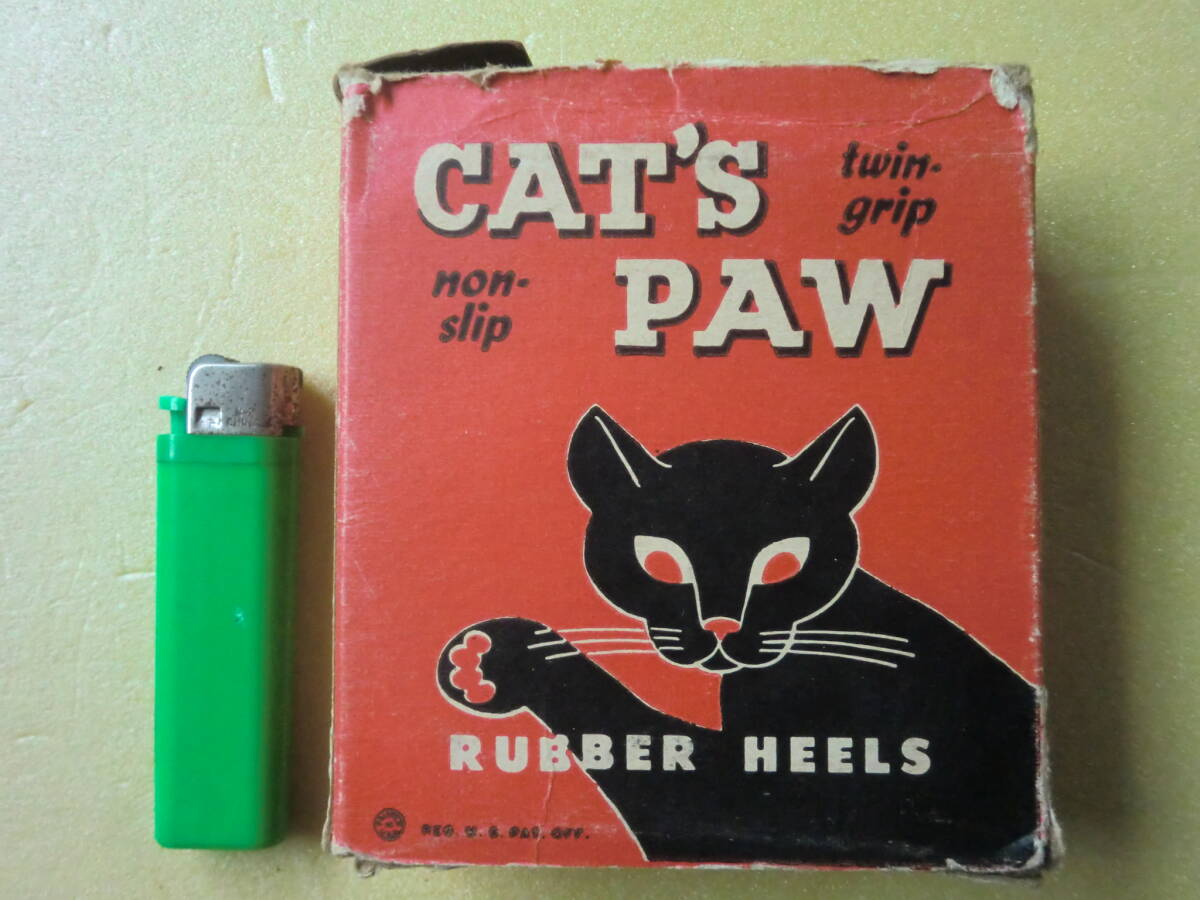 CAT'S
twin-
grip
non-
slip
PAW
RUBBER HEELS
REG. U. S. PAT. OFF.